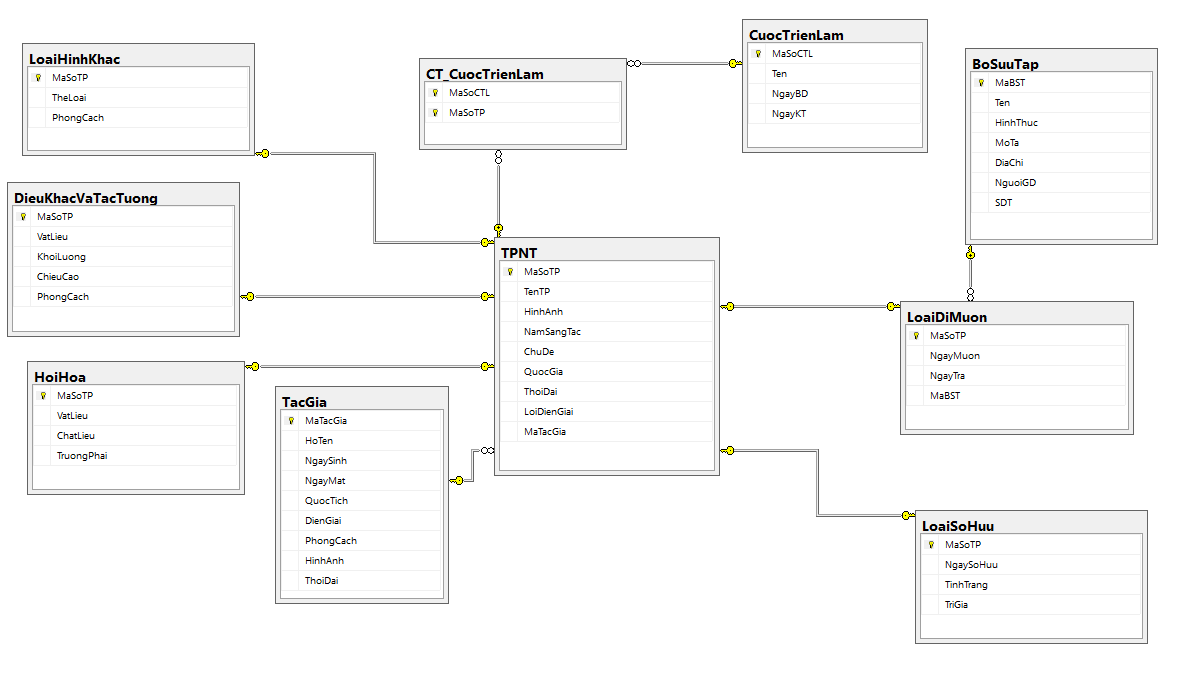 LoaiHinhKhac
MaSoTP
TheLoai
PhongCach
CT_CuocTrienLam
MaSoCTL
MaSoTP
CuocTrienLam
MaSoCTL
Ten
NgayBD
NgayKT
BoSuuTap
MaBST
Ten
HinhThuc
MoTa
DiaChi
NguoiGD
SDT
DieuKhacVaTacTuong
MaSoTP
VatLieu
KhoiLuong
ChieuCao
PhongCach
TPNT
MaSoTP
TenTP
HinhAnh
NamSangTac
ChuDe
QuocGia
ThoiDai
LoiDienGiai
MaTacGia
LoaiDiMuon
MaSoTP
NgayMuon
NgayTra
MaBST
HoiHoa
MaSoTP
VatLieu
ChatLieu
TruongPhai
TacGia
MaTacGia
HoTen
NgaySinh
NgayMat
QuocTich
DienGiai
PhongCach
HinhAnh
ThoiDai
LoaiSoHuu
MaSoTP
NgaySoHuu
TinhTrang
TriGia